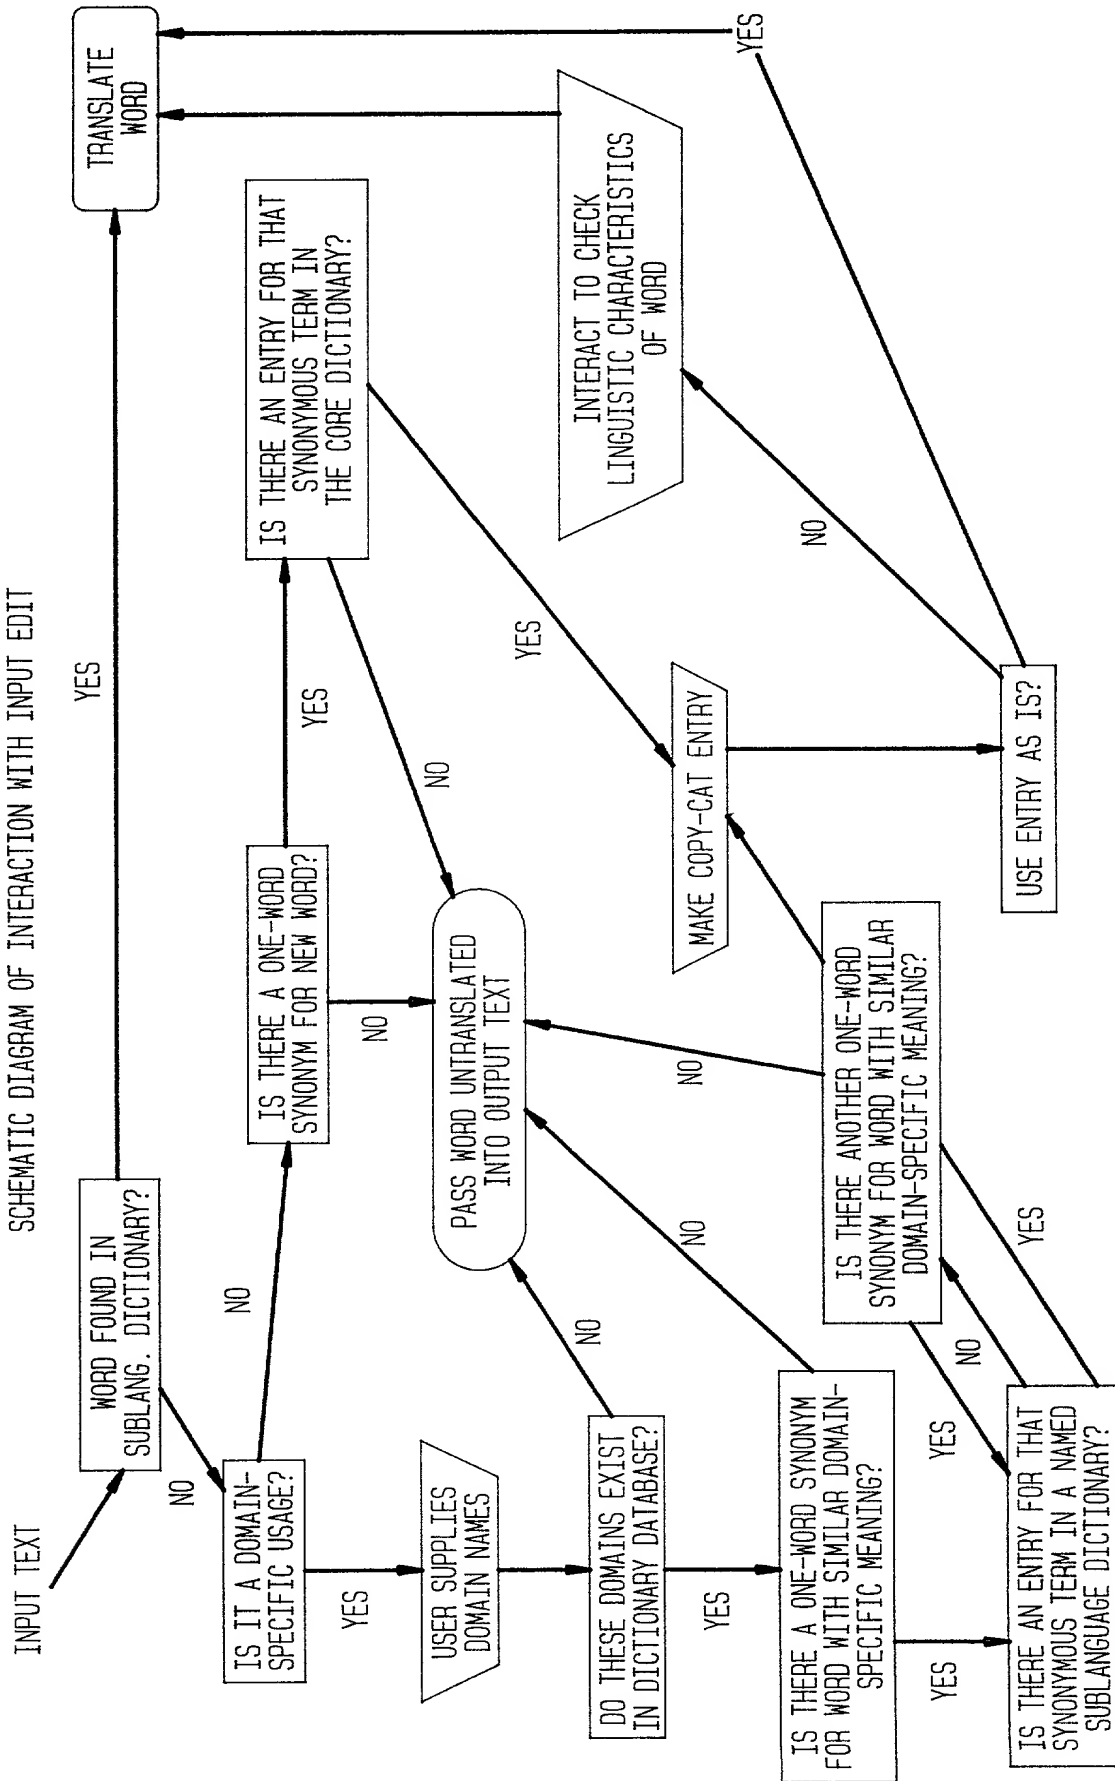 SCHEMATIC DIAGRAM OF INTERACTION WITH INPUT EDIT
INPUT TEXT
WORD FOUND IN
SUBLANG. DICTIONARY?
YES
TRANSLATE
WORD
NO
IS IT A DOMAIN-
SPECIFIC USAGE?
NO
IS THERE A ONE-WORD
SYNONYM FOR NEW WORD?
YES
IS THERE AN ENTRY FOR THAT
SYNONYMOUS TERM IN
THE CORE DICTIONARY?
YES
USER SUPPLIES
DOMAIN NAMES
NO
NO
PASS WORD UNTRANSLATED
INTO OUTPUT TEXT
YES
DO THESE DOMAINS EXIST
IN DICTIONARY DATABASE?
NO
YES
IS THERE A ONE-WORD SYNONYM
FOR WORD WITH SIMILAR DOMAIN-
SPECIFIC MEANING?
NO
NO
MAKE COPY-CAT ENTRY
INTERACT TO CHECK
LINGUISTIC CHARACTERISTICS
OF WORD
YES
IS THERE ANOTHER ONE-WORD
SYNONYM FOR WORD WITH SIMILAR
DOMAIN-SPECIFIC MEANING?
NO
YES
YES
NO
YES
IS THERE AN ENTRY FOR THAT
SYNONYMOUS TERM IN A NAMED
SUBLANGUAGE DICTIONARY?
USE ENTRY AS IS?
YES